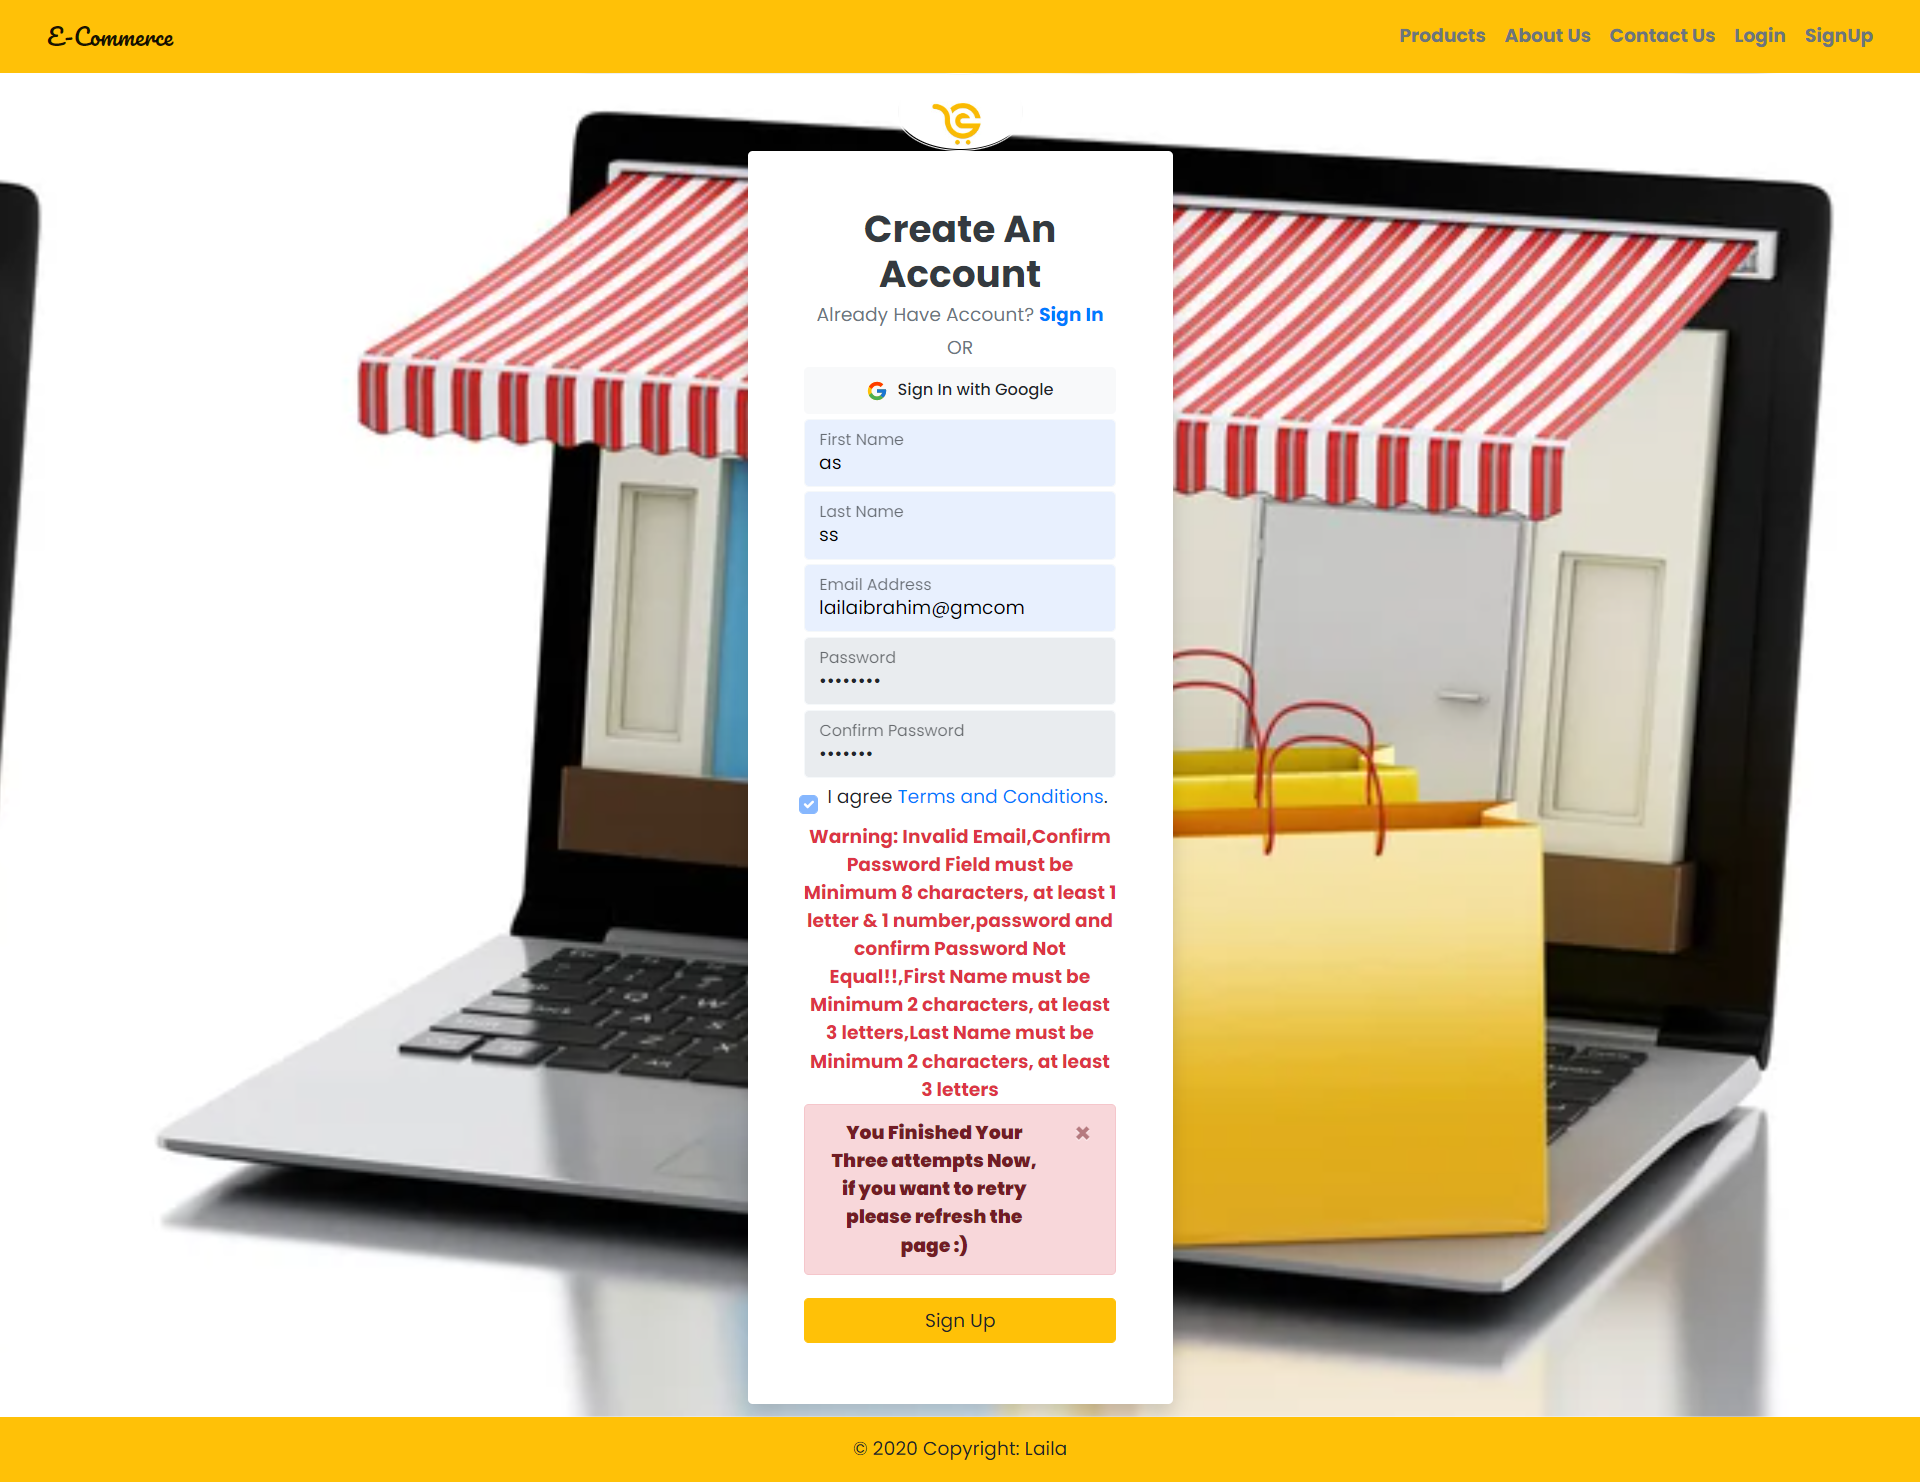 E-Commerce
Products About Us Contact Us Login SignUp
Create An
Account
Already Have Account? Sign In
OR
Sign In with Google
First Name
as
Last Name
ss
Email Address
lailaibrahim@gmcom
Password
••••••••
Confirm Password
•••••••
I agree Terms and Conditions.
Warning: Invalid Email,Confirm
Password Field must be
Minimum 8 characters, at least 1
letter & 1 number,password and
confirm Password Not
Equal!!,First Name must be
Minimum 2 characters, at least
3 letters,Last Name must be
Minimum 2 characters, at least
3 letters
You Finished Your
Three attempts Now,
if you want to retry
please refresh the
page :)
×
Sign Up
© 2020 Copyright: Laila